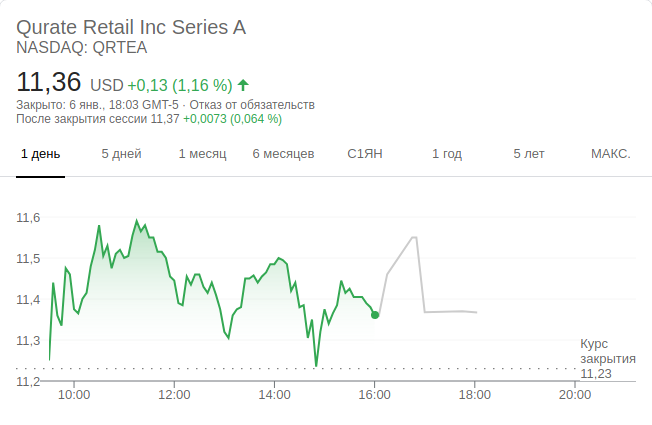 Qurate Retail Inc Series A
NASDAQ: QRTEA
11,36 USD +0,13 (1,16 %)
Закрыто: 6 янв., 18:03 GMT-5 · Отказ от обязательств
После закрытия сессии 11,37 +0,0073 (0,064 %)
1 день 5 дней 1 месяц 6 месяцев С1ЯН 1 год 5 лет МАКС.
11,6
11,5
11,4
11,3
11,2
Курс
закрытия
11,23
10:00 12:00 14:00 16:00 18:00 20:00